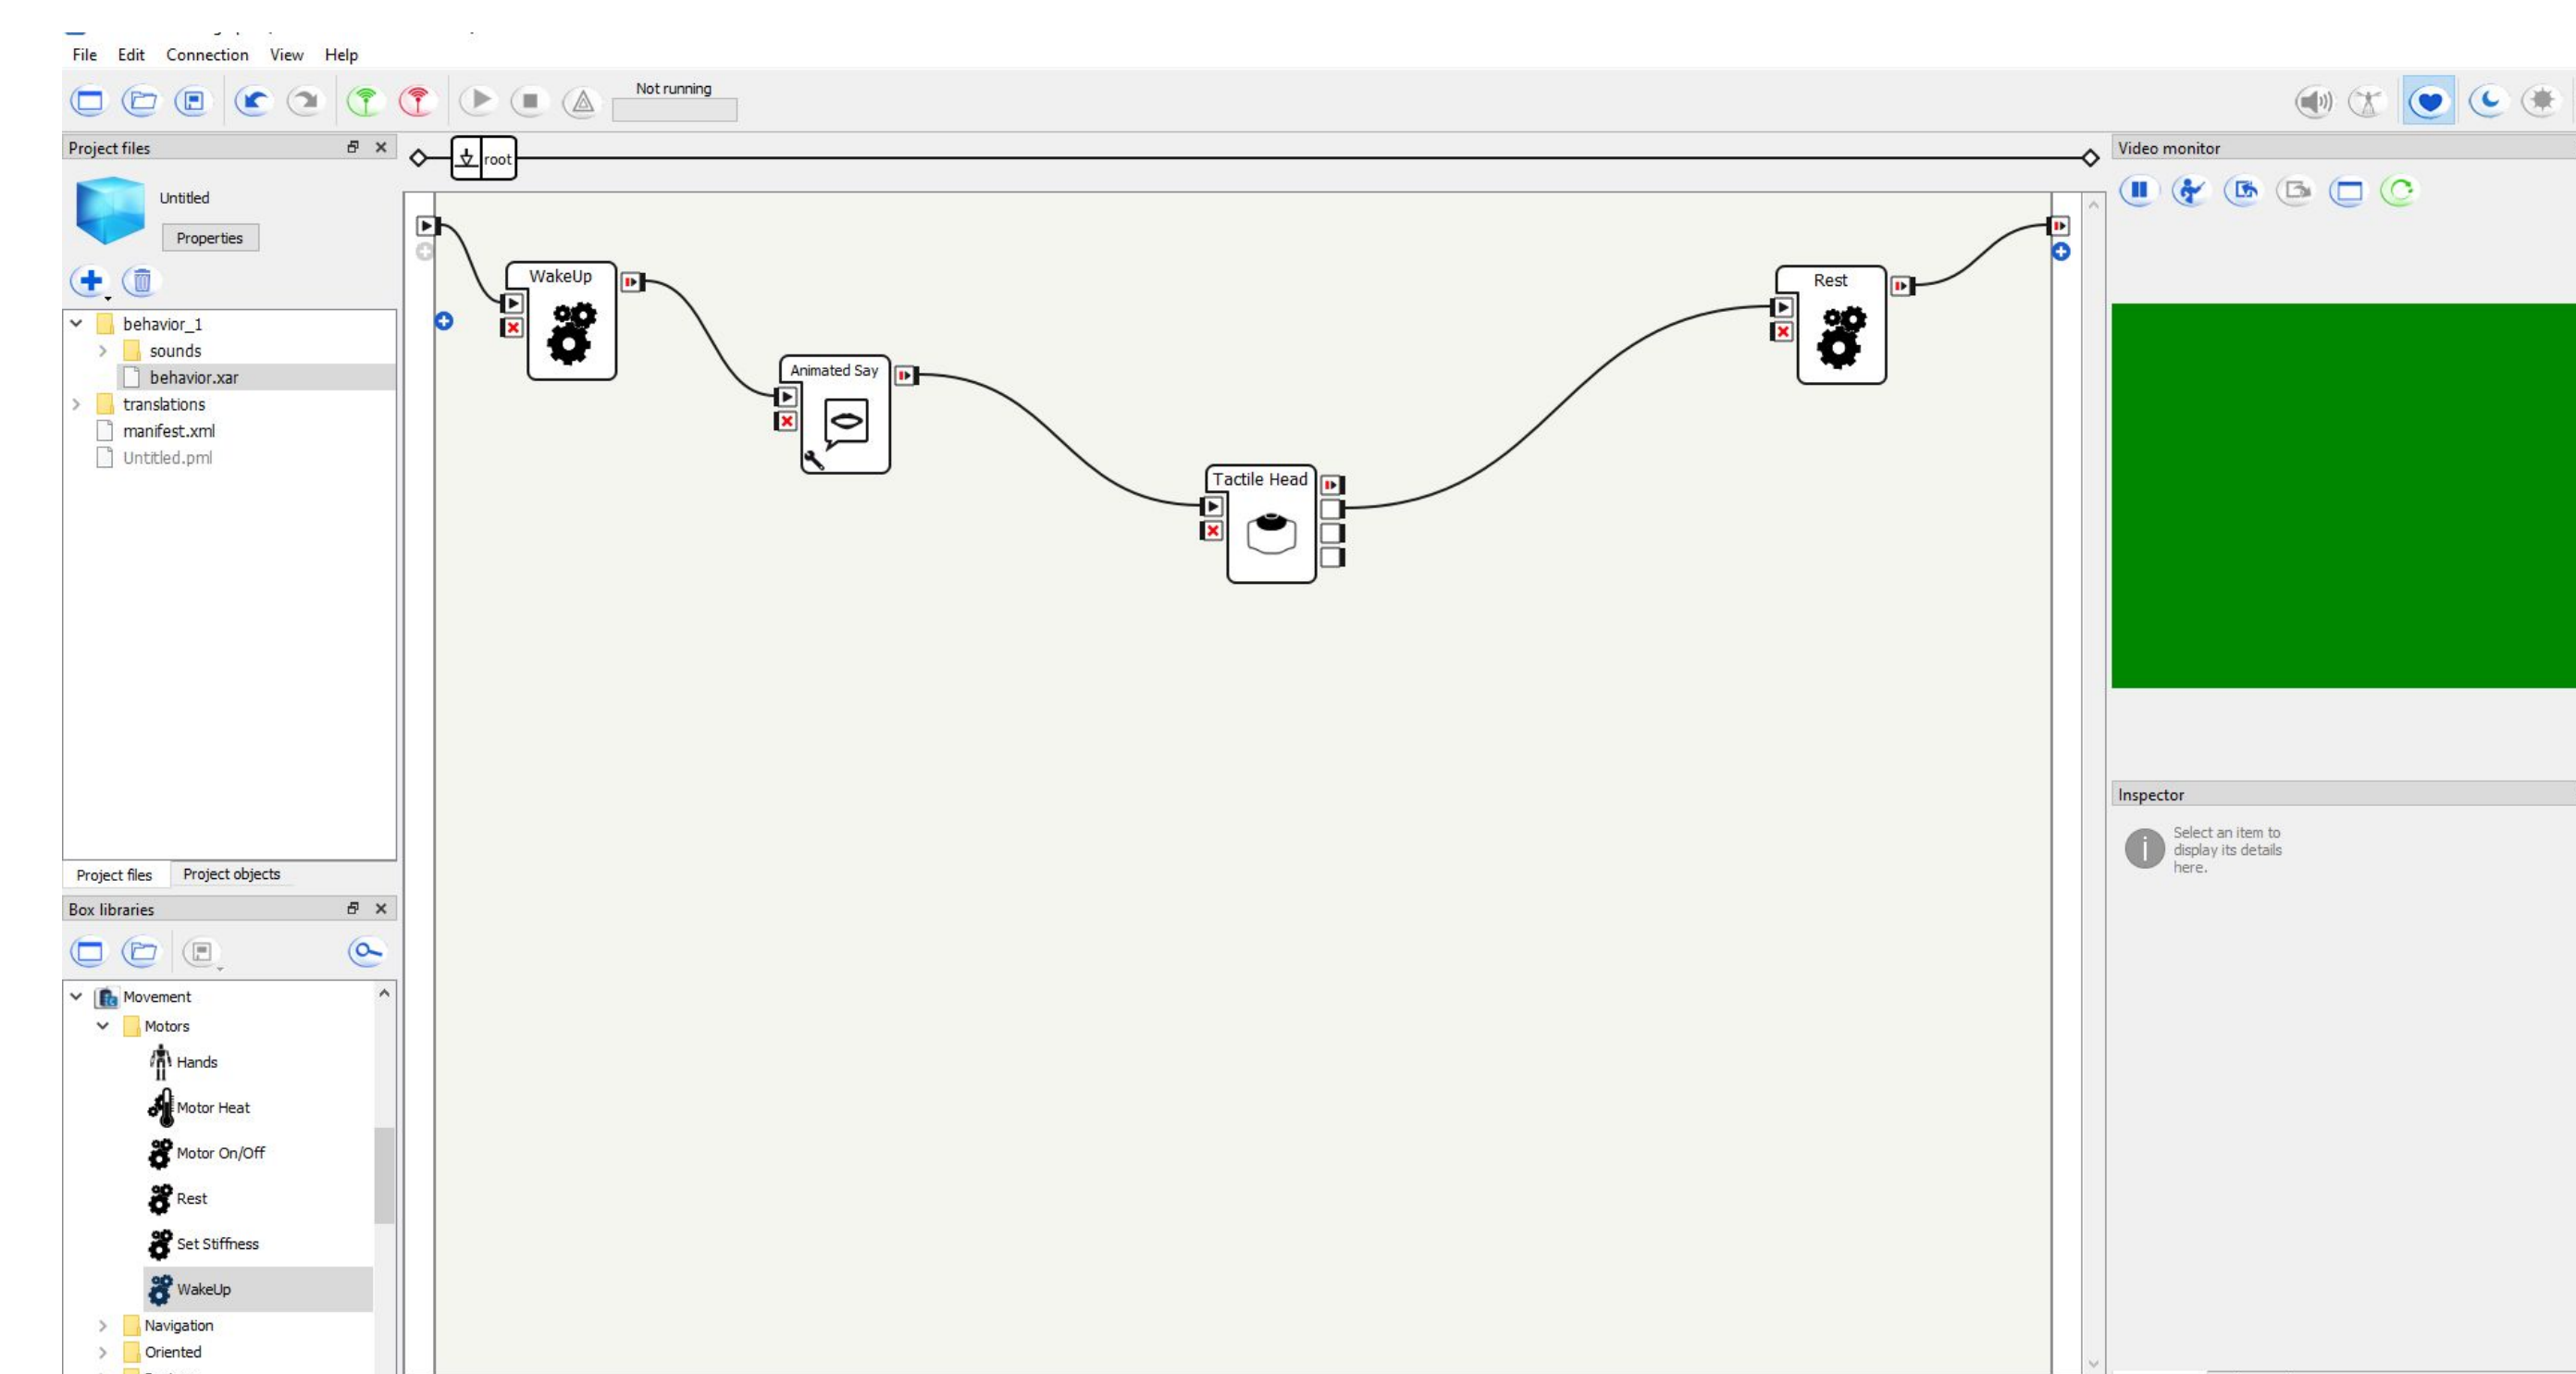 File Edit Connection View Help
Not running
Project files
root
Video monitor
Untitled
Properties
behavior_1
sounds
behavior.xar
translations
manifest.xml
Untitled.pml
WakeUp
Animated Say
Tactile Head
Rest
Project files Project objects
Inspector
Select an item to
display its details
here.
Box libraries
Movement
Motors
Hands
Motor Heat
Motor On/Off
Rest
Set Stiffness
WakeUp
Navigation
Oriented